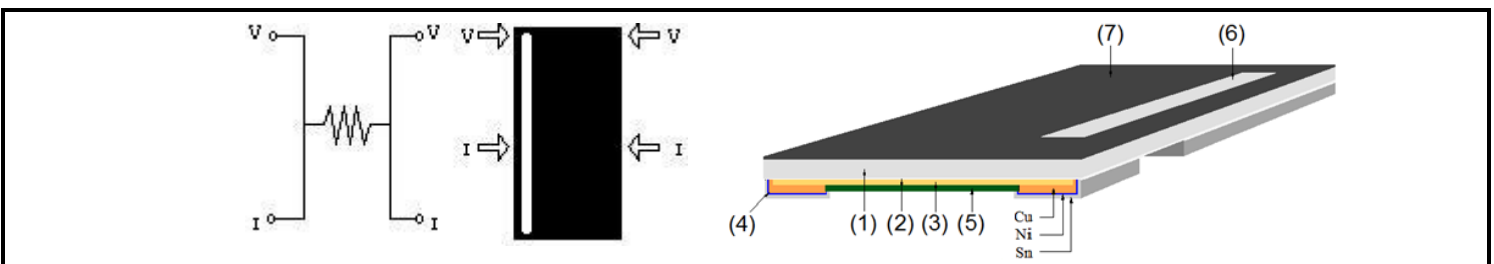 V V V V
I I I I
(7) (6)
(4) (1) (2) (3) (5)
Cu
Ni
Sn